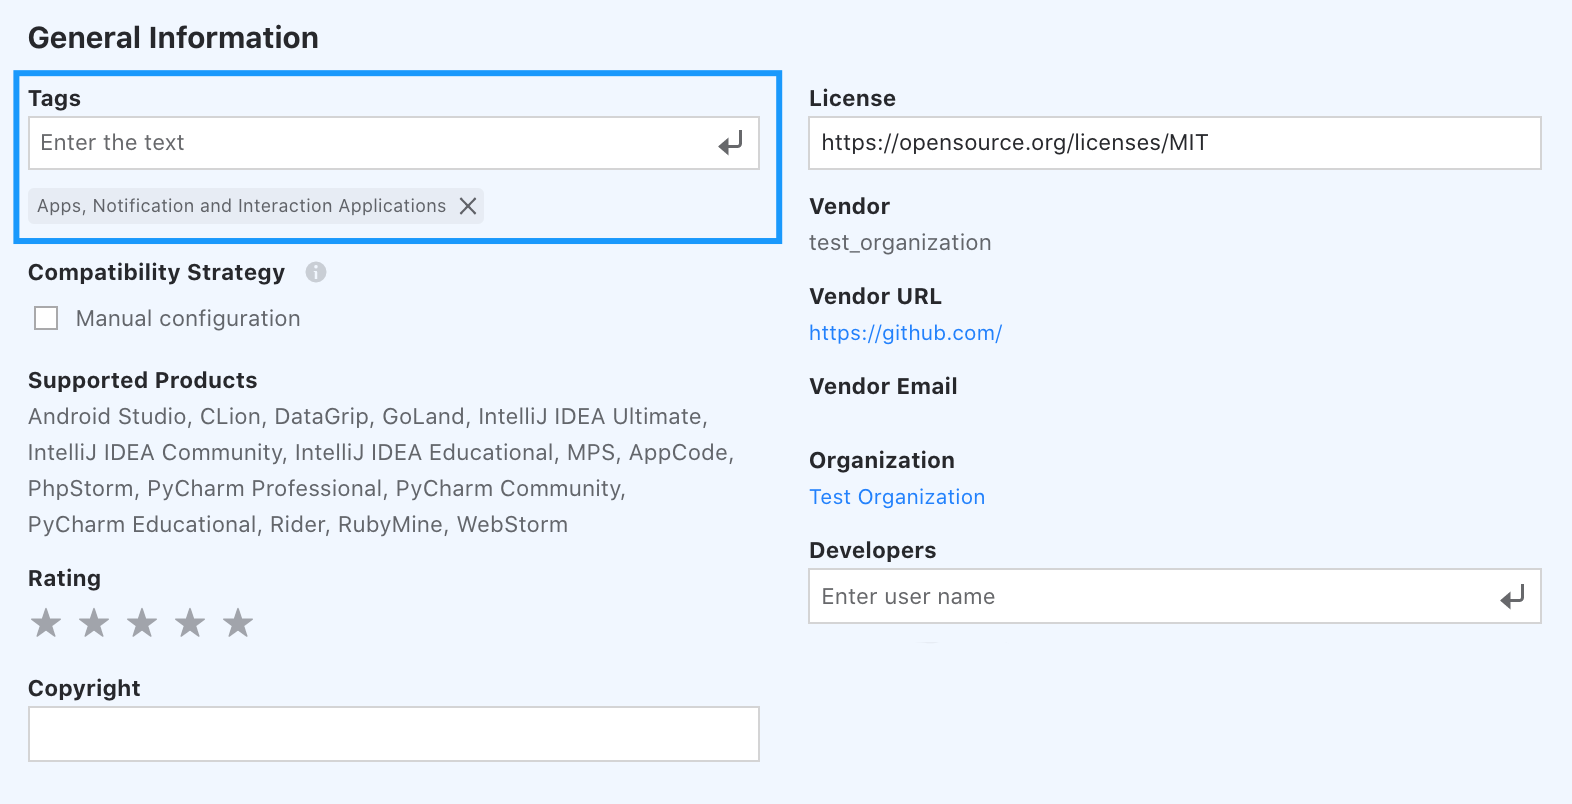 General Information
Tags
Enter the text
Apps, Notification and Interaction Applications
Compatibility Strategy
Manual configuration
Supported Products
Android Studio, CLion, DataGrip, GoLand, IntelliJ IDEA Ultimate,
IntelliJ IDEA Community, IntelliJ IDEA Educational, MPS, AppCode,
PhpStorm, PyCharm Professional, PyCharm Community,
PyCharm Educational, Rider, RubyMine, WebStorm
Rating
Copyright
License
https://opensource.org/licenses/MIT
Vendor
test_organization
Vendor URL
https://github.com/
Vendor Email
Organization
Test Organization
Developers
Enter user name